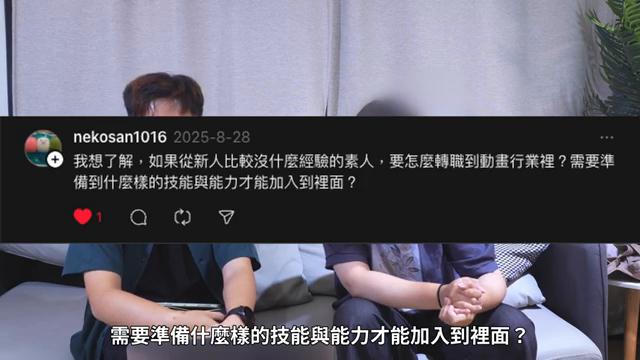 nekosan1016 2025-8-28
我想了解，如果從新人比較沒什麼經驗的素人，要怎麼轉職到動畫行業裡？需要準
備到什麼樣的技能與能力才能加入到裡面？
1
需要準備什麼樣的技能與能力才能加入到裡面？